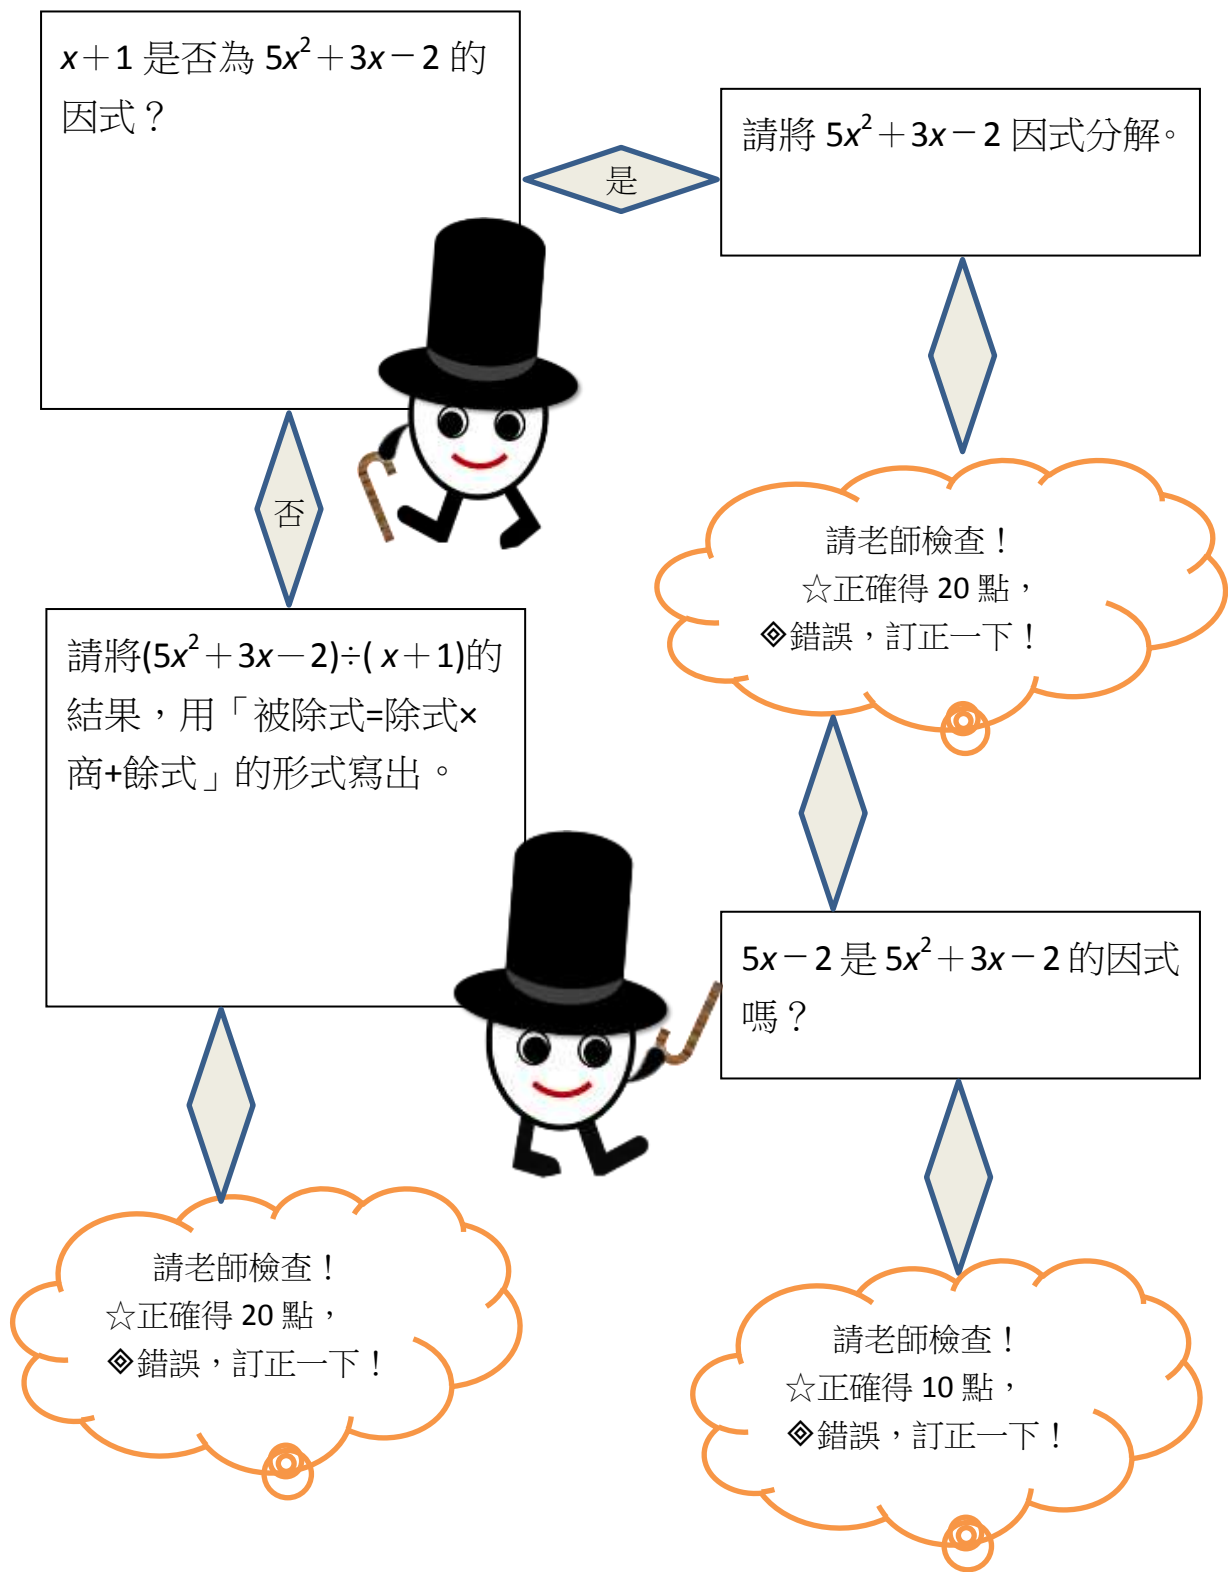 x＋1 是否為 5x²＋3x－2 的
因式？
是
請將 5x²＋3x－2 因式分解。
否
請老師檢查！
☆正確得 20 點，
◈錯誤，訂正一下！
請將(5x²＋3x－2)÷( x＋1)的
結果，用「被除式=除式×
商+餘式」的形式寫出。
5x－2 是 5x²＋3x－2 的因式
嗎？
請老師檢查！
☆正確得 20 點，
◈錯誤，訂正一下！
請老師檢查！
☆正確得 10 點，
◈錯誤，訂正一下！